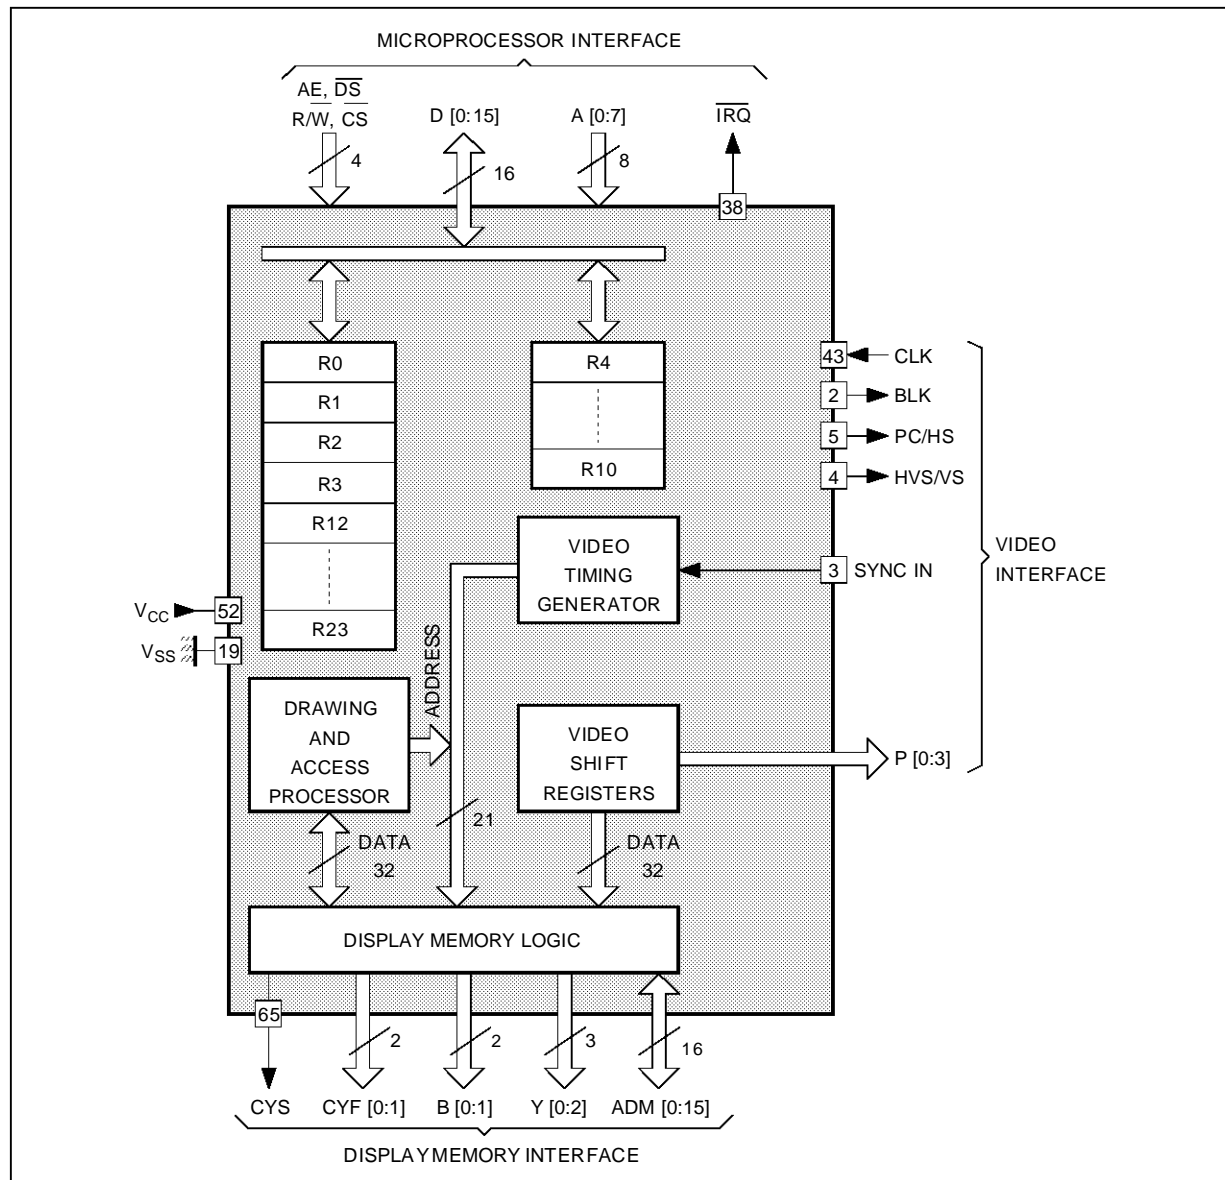 MICROPROCESSOR INTERFACE
AE, DS
R/W, CS
D [0:15]
A [0:7]
IRQ
4
16
8
38
R0
R1
R2
R3
R12
R23
R4
R10
43 CLK
2 BLK
5 PC/HS
4 HVS/VS
3 SYNC IN
VIDEO
INTERFACE
VIDEO
TIMING
GENERATOR
VCC 52
VSS 19
ADDRESS
DRAWING
AND
ACCESS
PROCESSOR
VIDEO
SHIFT
REGISTERS
P [0:3]
21
DATA
32
DATA
32
DISPLAY MEMORY LOGIC
65
2
2
3
16
CYS
CYF [0:1]
B [0:1]
Y [0:2]
ADM [0:15]
DISPLAY MEMORY INTERFACE